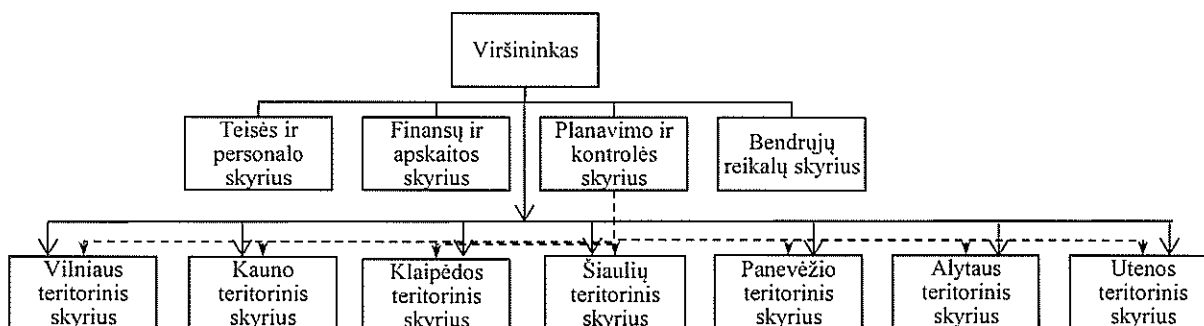 Viršininkas
Teisės ir
personalo
skyrius
Finansų ir
apskaitos
skyrius
Planavimo ir
kontrolės
skyrius
Bendrųjų
reikalų skyrius
Vilniaus
teritorinis
skyrius
Kauno
teritorinis
skyrius
Klaipėdos
teritorinis
skyrius
Šiaulių
teritorinis
skyrius
Panevėžio
teritorinis
skyrius
Alytaus
teritorinis
skyrius
Utenos
teritorinis
skyrius